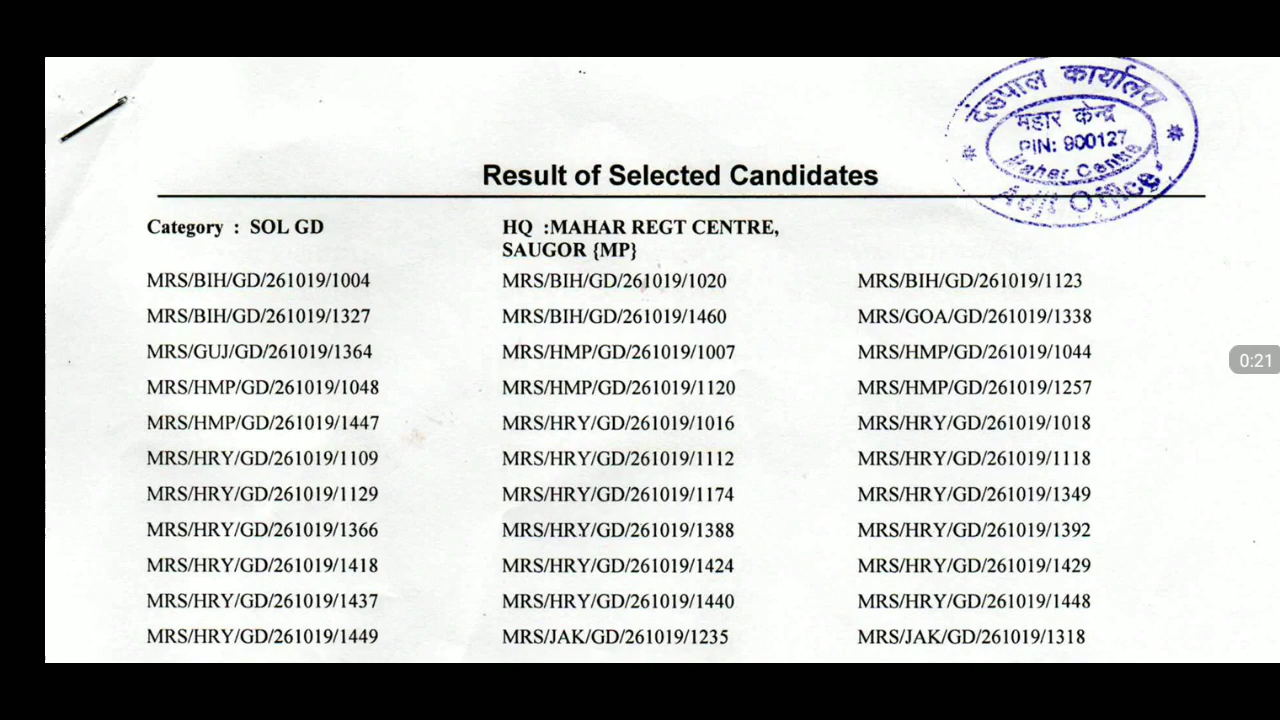 दंडपाल कार्यालय
महार केन्द्र
PIN: 900127
Mahar Centre
Adjt Office
Result of Selected Candidates
Category : SOL GD HQ :MAHAR REGT CENTRE,
SAUGOR {MP}
MRS/BIH/GD/261019/1004 MRS/BIH/GD/261019/1020 MRS/BIH/GD/261019/1123
MRS/BIH/GD/261019/1327 MRS/BIH/GD/261019/1460 MRS/GOA/GD/261019/1338
MRS/GUJ/GD/261019/1364 MRS/HMP/GD/261019/1007 MRS/HMP/GD/261019/1044
MRS/HMP/GD/261019/1048 MRS/HMP/GD/261019/1120 MRS/HMP/GD/261019/1257
MRS/HMP/GD/261019/1447 MRS/HRY/GD/261019/1016 MRS/HRY/GD/261019/1018
MRS/HRY/GD/261019/1109 MRS/HRY/GD/261019/1112 MRS/HRY/GD/261019/1118
MRS/HRY/GD/261019/1129 MRS/HRY/GD/261019/1174 MRS/HRY/GD/261019/1349
MRS/HRY/GD/261019/1366 MRS/HRY/GD/261019/1388 MRS/HRY/GD/261019/1392
MRS/HRY/GD/261019/1418 MRS/HRY/GD/261019/1424 MRS/HRY/GD/261019/1429
MRS/HRY/GD/261019/1437 MRS/HRY/GD/261019/1440 MRS/HRY/GD/261019/1448
MRS/HRY/GD/261019/1449 MRS/JAK/GD/261019/1235 MRS/JAK/GD/261019/1318
0:21